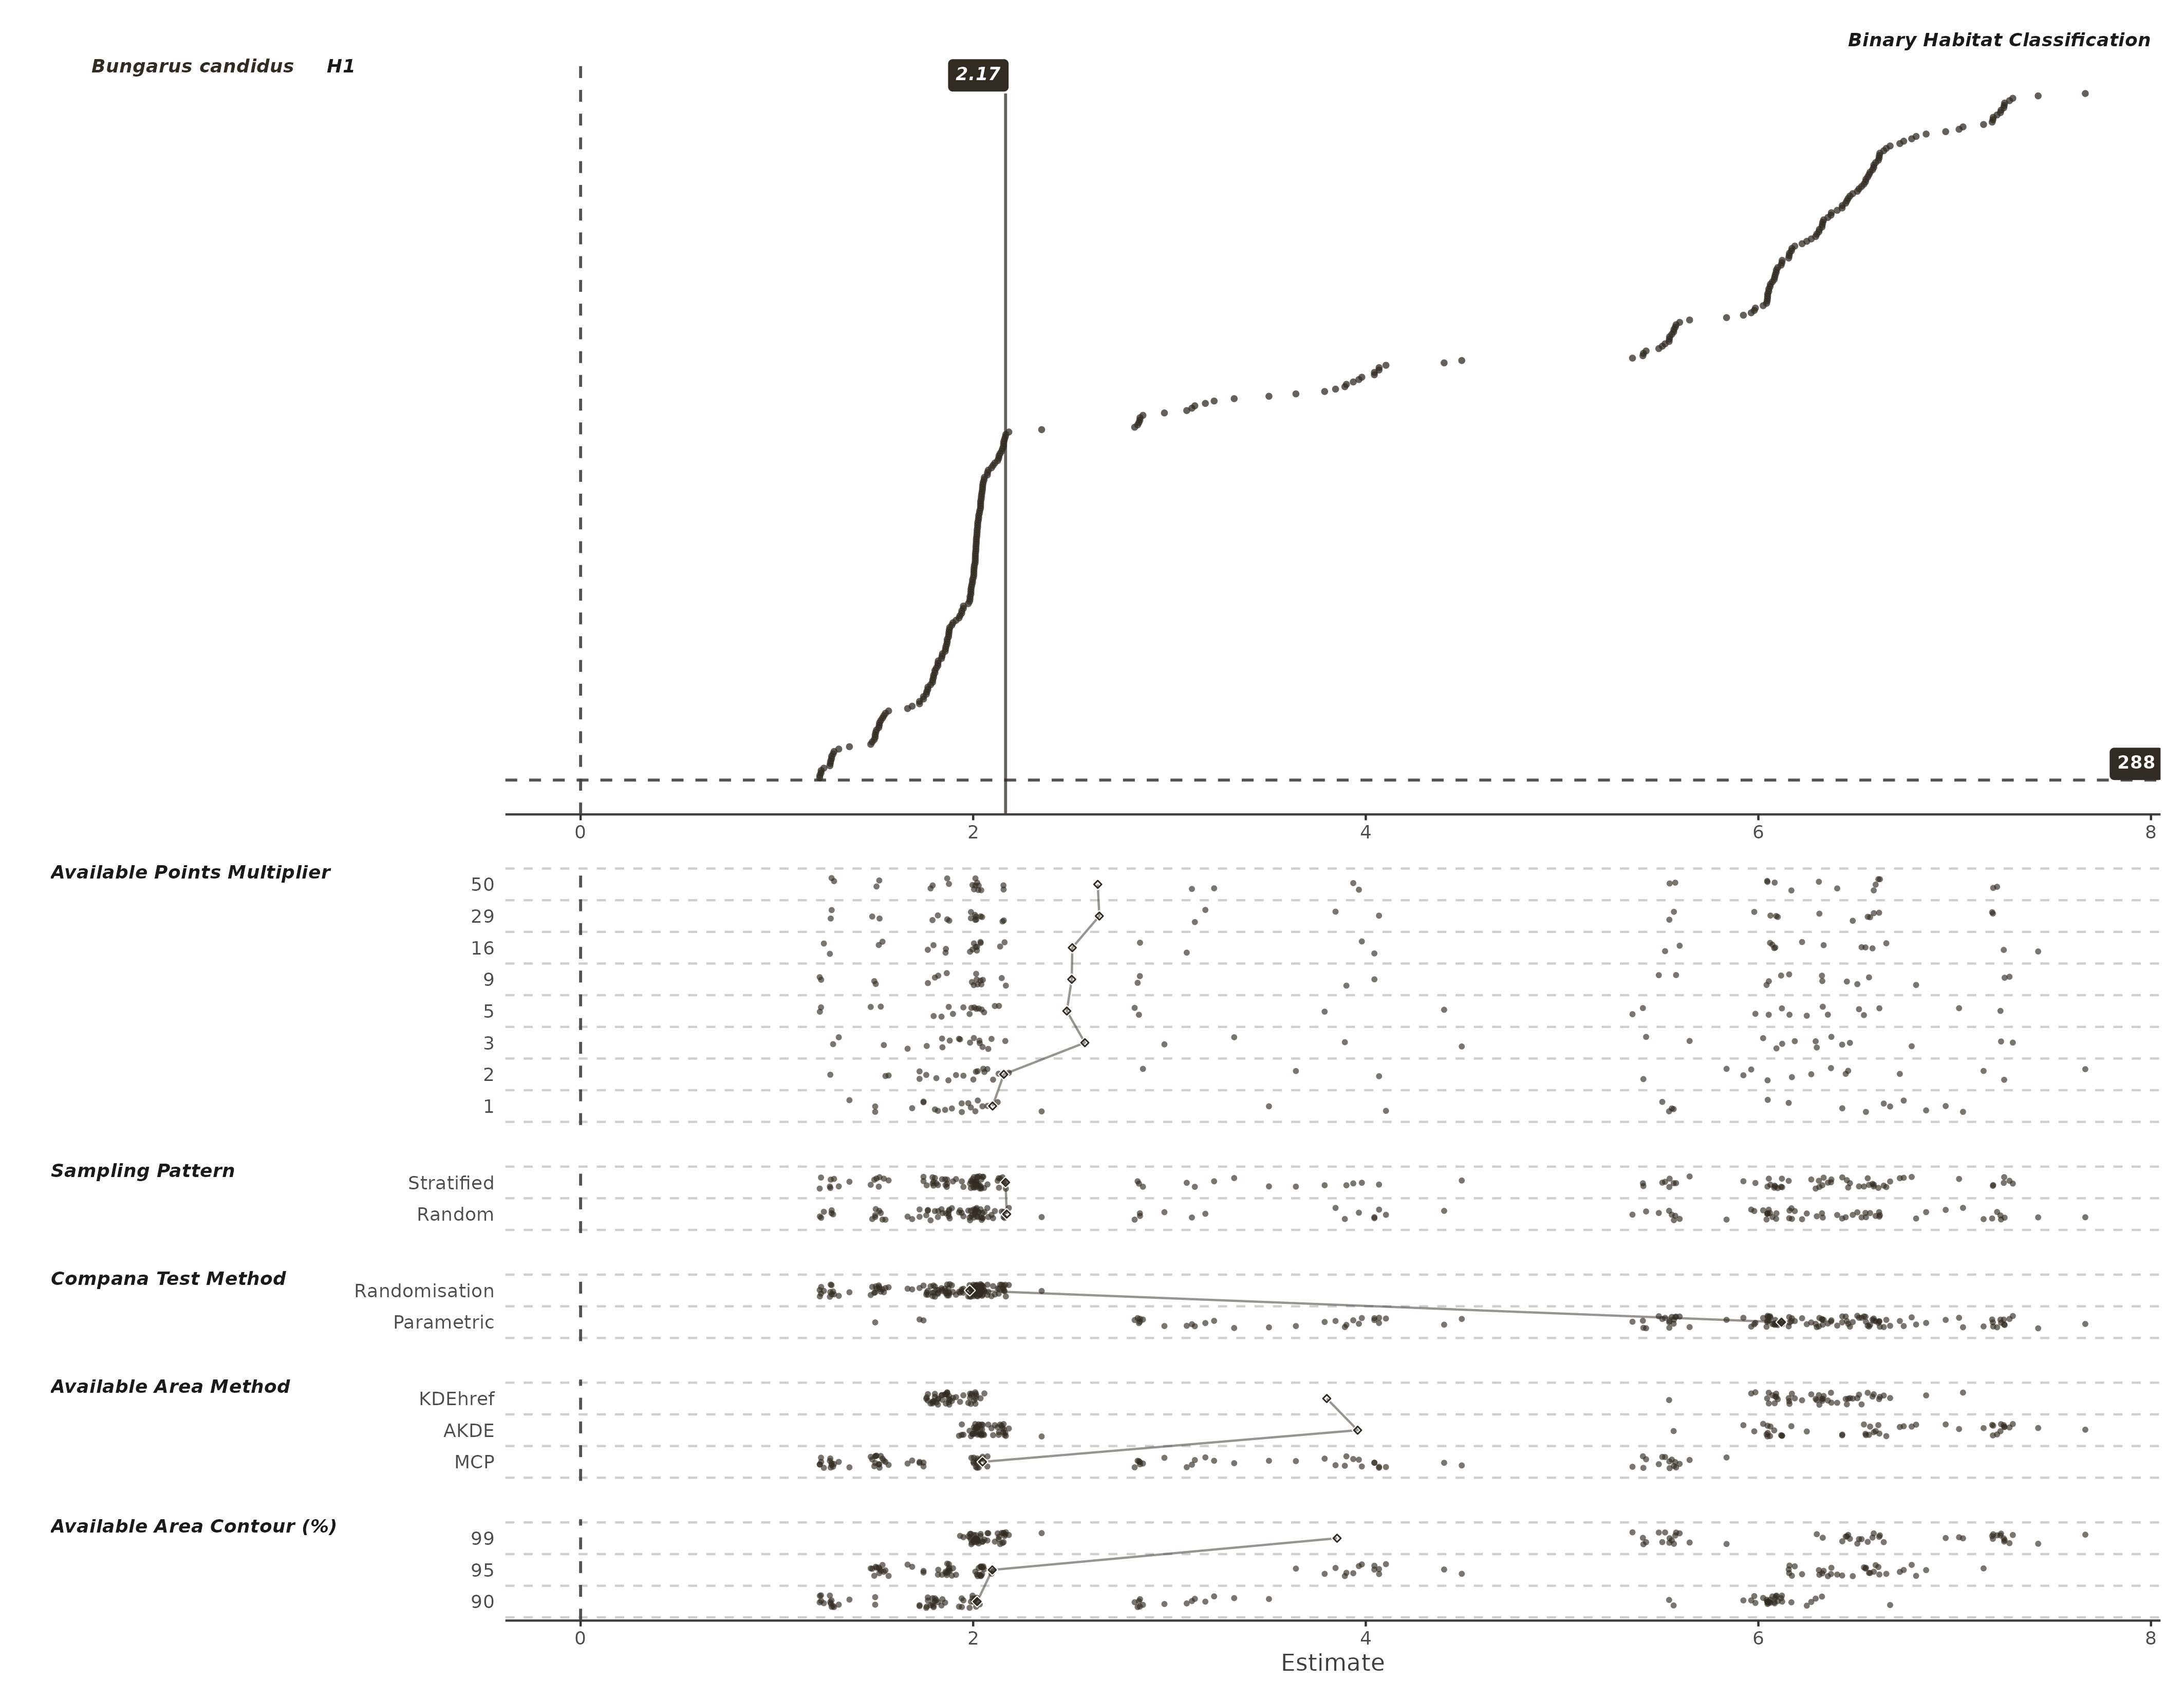 Binary Habitat Classification
Bungarus candidus H1
2.17
288
0 2 4 6 8
Available Points Multiplier
50
29
16
9
5
3
2
1
Sampling Pattern
Stratified
Random
Compana Test Method
Randomisation
Parametric
Available Area Method
KDEhref
AKDE
MCP
Available Area Contour (%)
99
95
90
0 2 4 6 8
Estimate